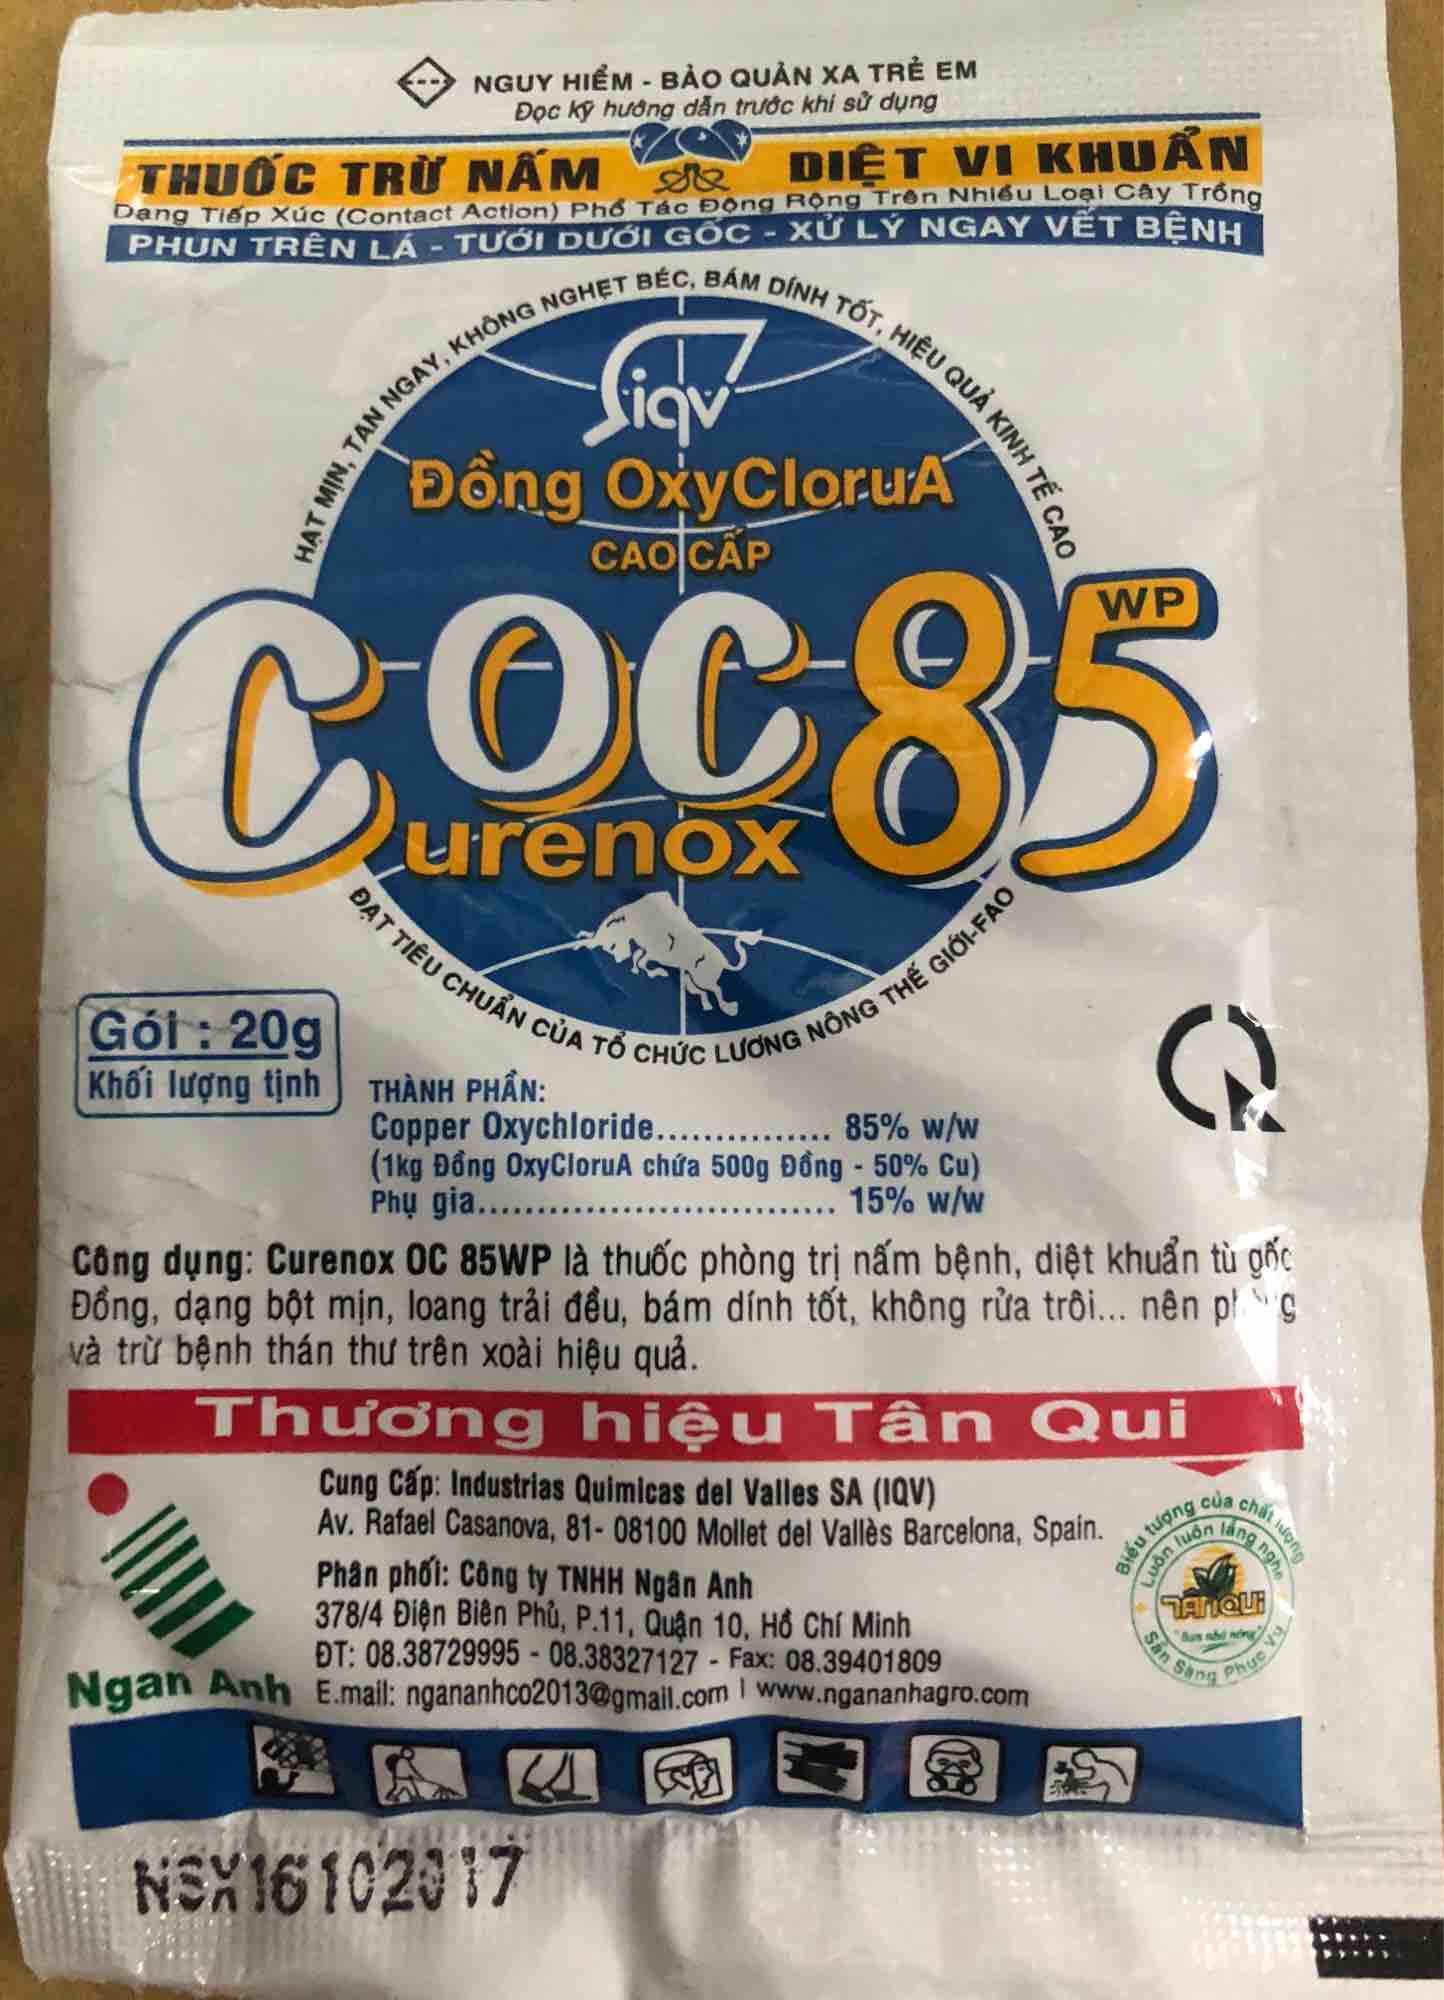 NGUY HIỂM - BẢO QUẢN XA TRẺ EM
Đọc kỹ hướng dẫn trước khi sử dụng
THUỐC TRỪ NẤM DIỆT VI KHUẨN
Dạng Tiếp Xúc (Contact Action) Phổ Tác Động Rộng Trên Nhiều Loại Cây Trồng
PHUN TRÊN LÁ - TƯỚI DƯỚI GỐC - XỬ LÝ NGAY VẾT BỆNH
HẠT MỊN, TAN NGAY, KHÔNG NGHẸT BÉC, BÁM DÍNH TỐT, HIỆU QUẢ KINH TẾ CAO
iqv
Đồng OxyCloruA
CAO CẤP
COC85 WP
Curenox
ĐẠT TIÊU CHUẨN CỦA TỔ CHỨC LƯƠNG NÔNG THẾ GIỚI-FAO
Gói : 20g
Khối lượng tịnh
THÀNH PHẦN:
Copper Oxychloride............... 85% w/w
(1kg Đồng OxyCloruA chứa 500g Đồng - 50% Cu)
Phụ gia............................... 15% w/w
Công dụng: Curenox OC 85WP là thuốc phòng trị nấm bệnh, diệt khuẩn từ gốc
Đồng, dạng bột mịn, loang trải đều, bám dính tốt, không rửa trôi... nên
và trừ bệnh thán thư trên xoài hiệu quả.
Thương hiệu Tân Qui
Cung Cấp: Industrias Quimicas del Valles SA (IQV)
Av. Rafael Casanova, 81- 08100 Mollet del Vallès Barcelona, Spain.
Phân phối: Công ty TNHH Ngân Anh
378/4 Điện Biên Phủ, P.11, Quận 10, Hồ Chí Minh
ĐT: 08.38729995 - 08.38327127 - Fax: 08.39401809
E.mail: ngananhco2013@gmail.com | www.ngananhagro.com
Ngan Anh
Biểu tượng của chất lượng
Luôn luôn lắng nghe
TÂN QUI
"Bạn nhà nông"
Sẵn Sàng Phục Vụ
NSX16102017